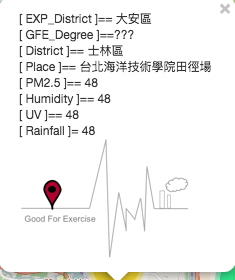 [ EXP_District ]== 大安區
[ GFE_Degree ]==???
[ District ]== 士林區
[ Place ]== 台北海洋技術學院田徑場
[ PM2.5 ]== 48
[ Humidity ]== 48
[ UV ]== 48
[ Rainfall ]= 48
Good For Exercise